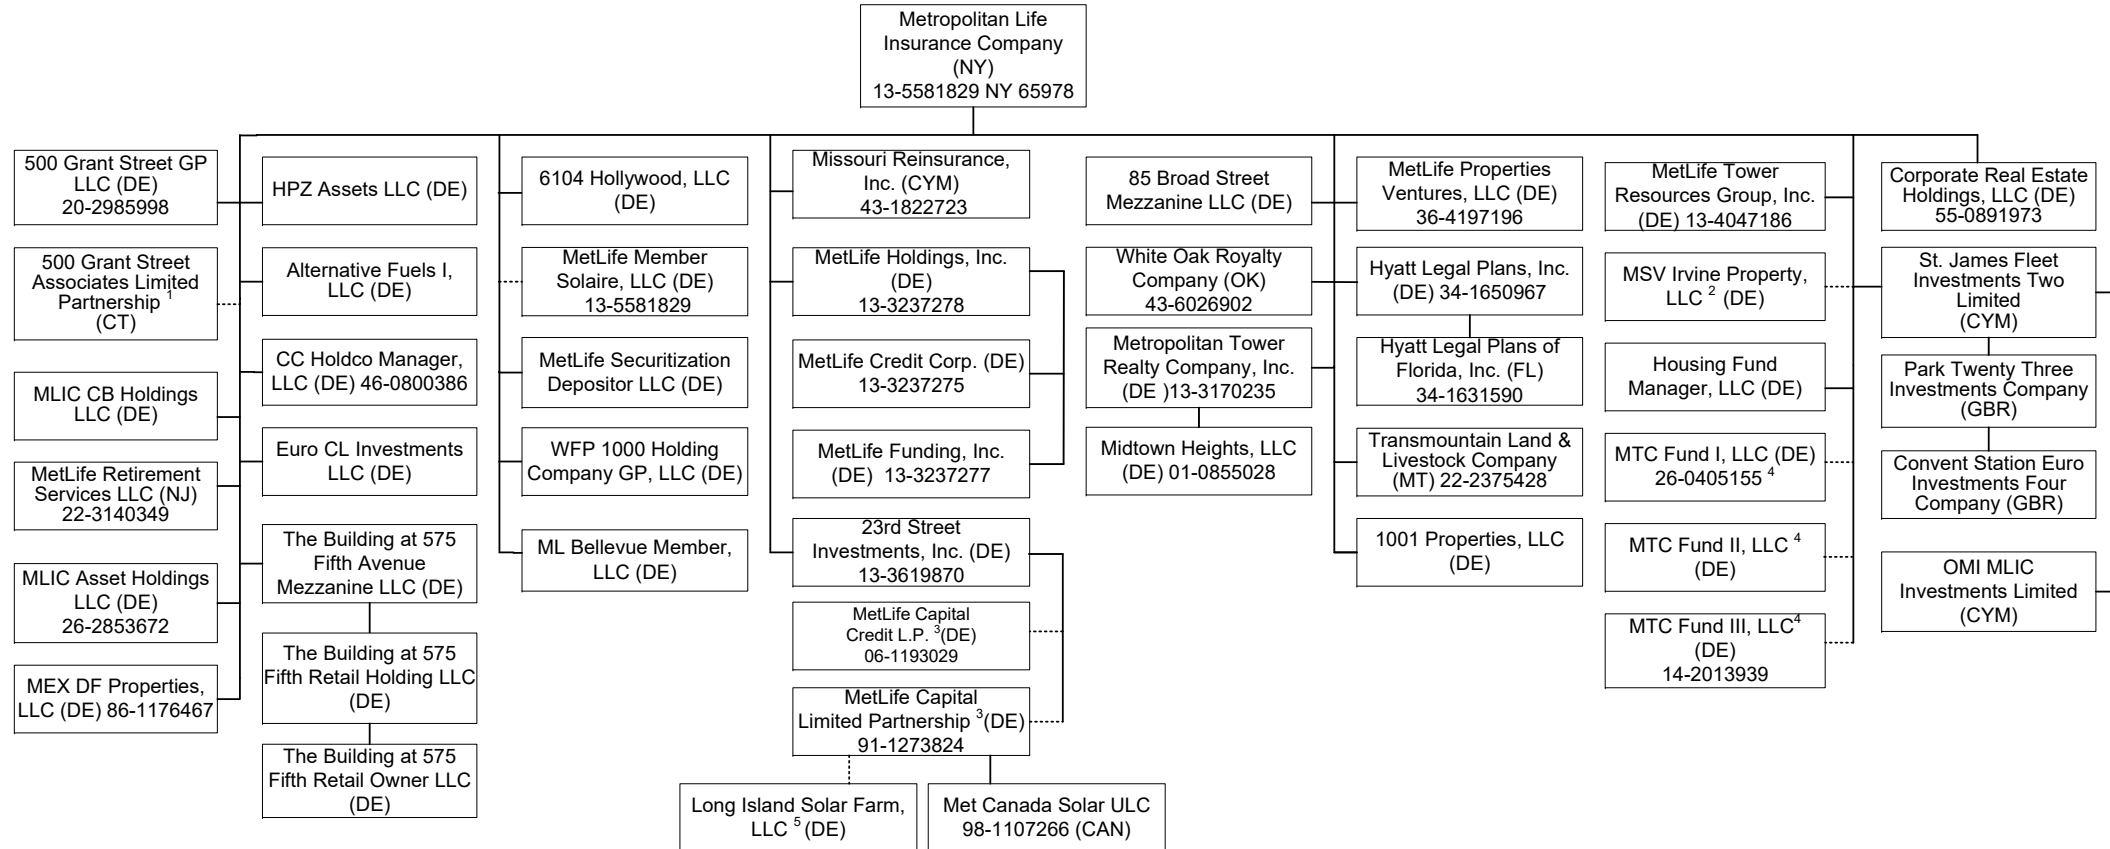 Metropolitan Life
Insurance Company
(NY)
13-5581829 NY 65978
500 Grant Street GP
LLC (DE)
20-2985998
500 Grant Street
Associates Limited
Partnership 1
(CT)
MLIC CB Holdings
LLC (DE)
MetLife Retirement
Services LLC (NJ)
22-3140349
MLIC Asset Holdings
LLC (DE)
26-2853672
MEX DF Properties,
LLC (DE) 86-1176467
HPZ Assets LLC (DE)
Alternative Fuels I,
LLC (DE)
CC Holdco Manager,
LLC (DE) 46-0800386
Euro CL Investments
LLC (DE)
The Building at 575
Fifth Avenue
Mezzanine LLC (DE)
The Building at 575
Fifth Retail Holding LLC
(DE)
The Building at 575
Fifth Retail Owner LLC
(DE)
6104 Hollywood, LLC
(DE)
MetLife Member
Solaire, LLC (DE)
13-5581829
MetLife Securitization
Depositor LLC (DE)
WFP 1000 Holding
Company GP, LLC (DE)
ML Bellevue Member,
LLC (DE)
Missouri Reinsurance,
Inc. (CYM)
43-1822723
MetLife Holdings, Inc.
(DE)
13-3237278
MetLife Credit Corp. (DE)
13-3237275
MetLife Funding, Inc.
(DE) 13-3237277
23rd Street
Investments, Inc. (DE)
13-3619870
MetLife Capital
Credit L.P. 3(DE)
06-1193029
MetLife Capital
Limited Partnership 3(DE)
91-1273824
Long Island Solar Farm,
LLC 5 (DE)
Met Canada Solar ULC
98-1107266 (CAN)
85 Broad Street
Mezzanine LLC (DE)
White Oak Royalty
Company (OK)
43-6026902
Metropolitan Tower
Realty Company, Inc.
(DE )13-3170235
Midtown Heights, LLC
(DE) 01-0855028
MetLife Properties
Ventures, LLC (DE)
36-4197196
Hyatt Legal Plans, Inc.
(DE) 34-1650967
Hyatt Legal Plans of
Florida, Inc. (FL)
34-1631590
Transmountain Land &
Livestock Company
(MT) 22-2375428
1001 Properties, LLC
(DE)
MetLife Tower
Resources Group, Inc.
(DE) 13-4047186
MSV Irvine Property,
LLC 2 (DE)
Housing Fund
Manager, LLC (DE)
MTC Fund I, LLC (DE)
26-0405155 4
MTC Fund II, LLC 4
(DE)
MTC Fund III, LLC4
(DE)
14-2013939
Corporate Real Estate
Holdings, LLC (DE)
55-0891973
St. James Fleet
Investments Two
Limited
(CYM)
Park Twenty Three
Investments Company
(GBR)
Convent Station Euro
Investments Four
Company (GBR)
OMI MLIC
Investments Limited
(CYM)